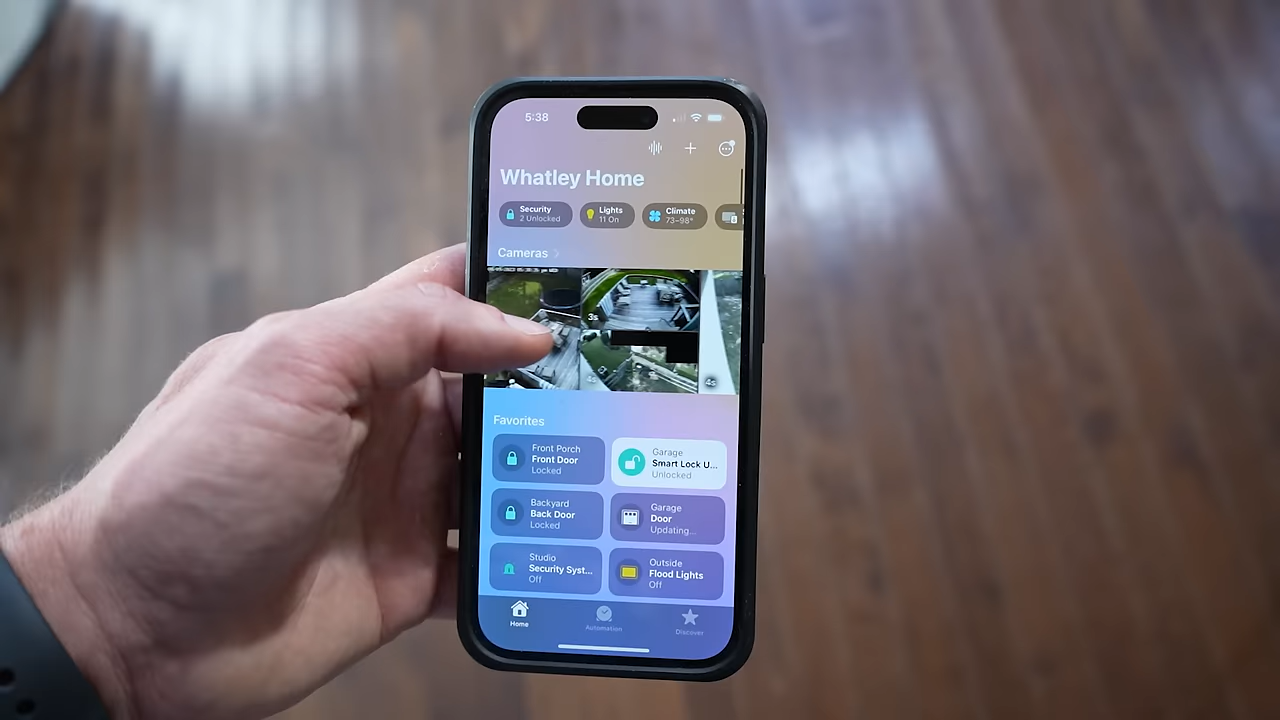 5:38
Whatley Home
Security
2 Unlocked
Lights
11 On
Climate
73–98°
Cameras
3s
4s
Favorites
Front Porch
Front Door
Locked
Garage
Smart Lock U...
Unlocked
Backyard
Back Door
Locked
Garage
Door
Updating...
Studio
Security Syst...
Off
Outside
Flood Lights
Off
Home
Automation
Discover